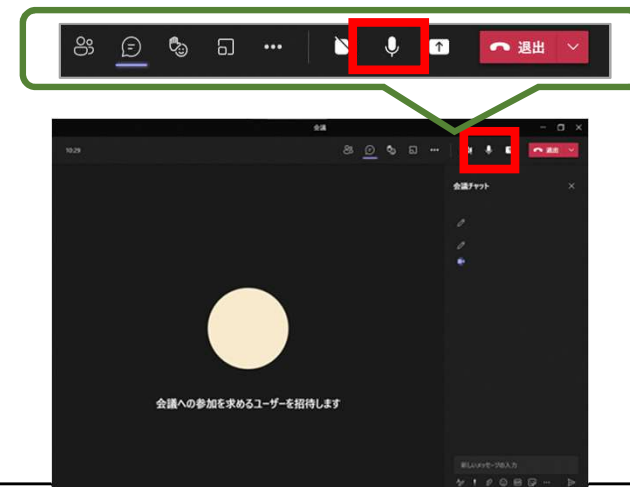 退出
会議
10:29
退出
会議チャット
会議への参加を求めるユーザーを招待します
新しいメッセージの入力